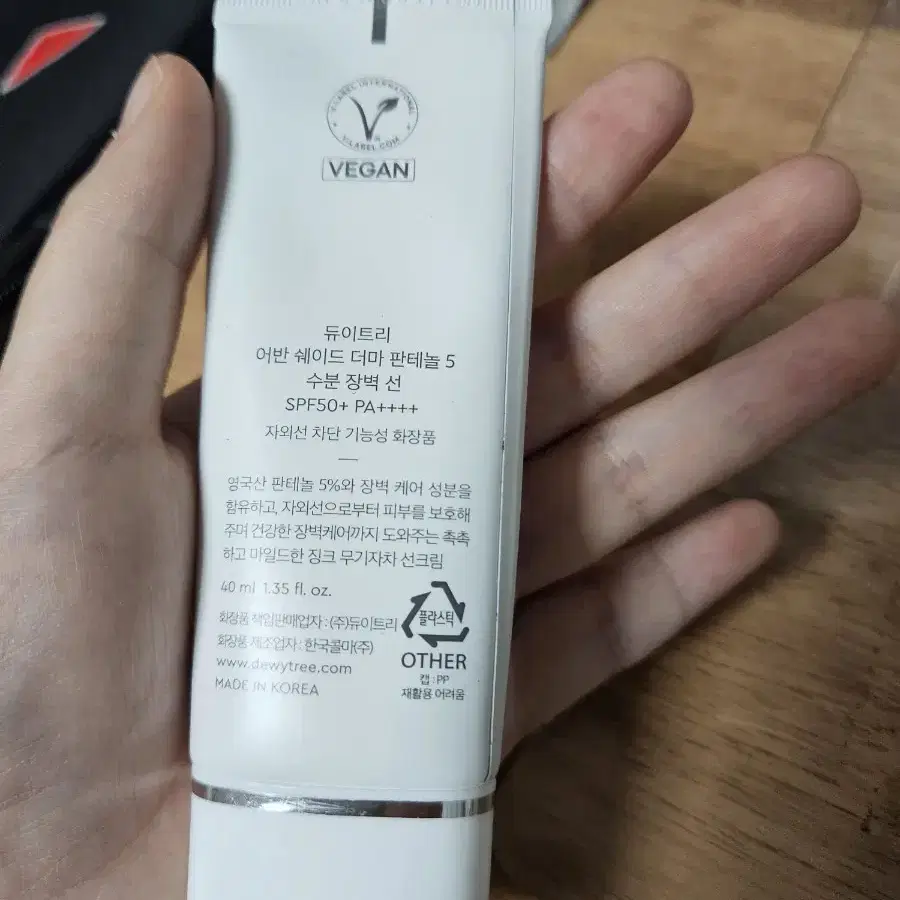 V-LABEL INTERNATIONAL
V-LABEL.COM
VEGAN
듀이트리
어반 쉐이드 더마 판테놀 5
수분 장벽 선
SPF50+ PA++++
자외선 차단 기능성 화장품
영국산 판테놀 5%와 장벽 케어 성분을
함유하고, 자외선으로부터 피부를 보호해
주며 건강한 장벽케어까지 도와주는 촉촉
하고 마일드한 징크 무기자차 선크림
40 ml 1.35 fl. oz.
화장품 책임판매업자 : (주)듀이트리
화장품 제조업자 : 한국콜마(주)
www.dewytree.com
MADE IN KOREA
플라스틱
OTHER
캡 : PP
재활용 어려움